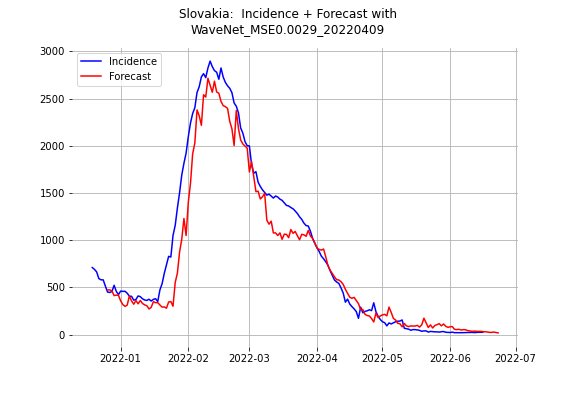 Slovakia:  Incidence + Forecast with
WaveNet_MSE0.0029_20220409
Incidence
Forecast
3000
2500
2000
1500
1000
500
0
2022-01 2022-02 2022-03 2022-04 2022-05 2022-06 2022-07